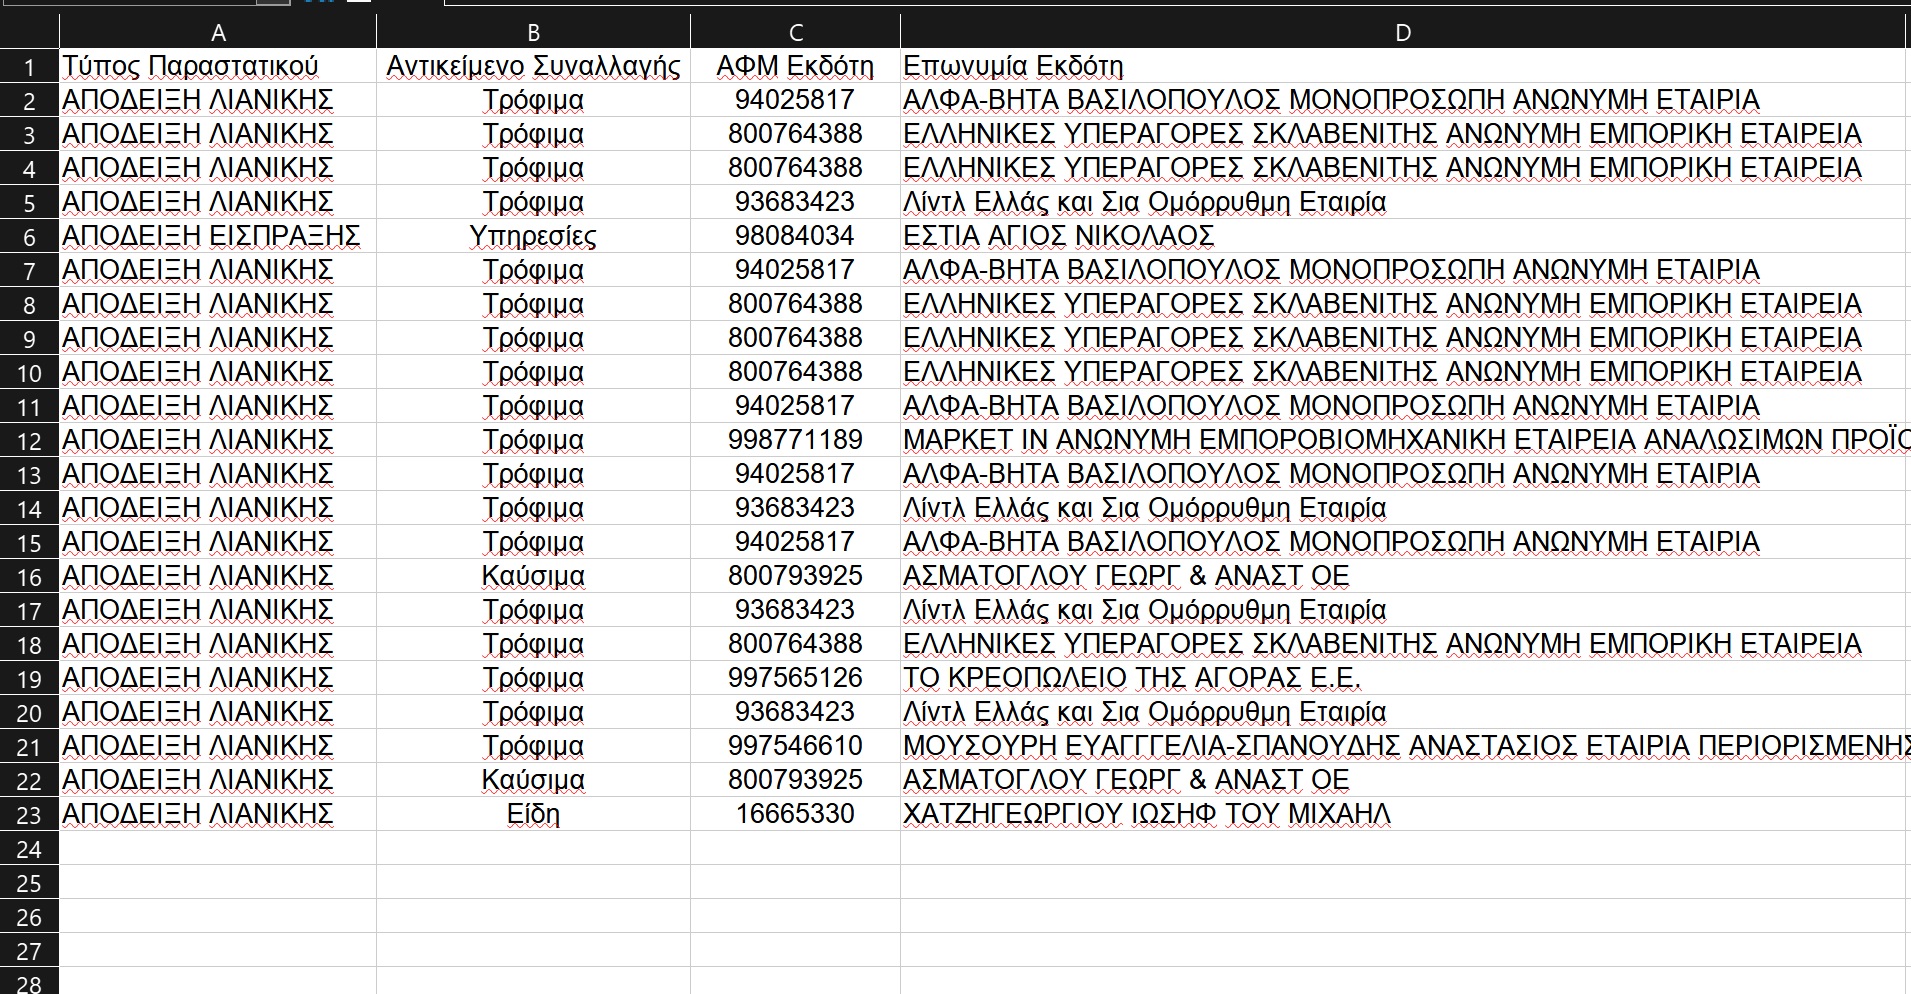 A B C D
1 Τύπος Παραστατικού Αντικείμενο Συναλλαγής ΑΦΜ Εκδότη Επωνυμία Εκδότη
2 ΑΠΟΔΕΙΞΗ ΛΙΑΝΙΚΗΣ Τρόφιμα 94025817 ΑΛΦΑ-ΒΗΤΑ ΒΑΣΙΛΟΠΟΥΛΟΣ ΜΟΝΟΠΡΟΣΩΠΗ ΑΝΩΝΥΜΗ ΕΤΑΙΡΙΑ
3 ΑΠΟΔΕΙΞΗ ΛΙΑΝΙΚΗΣ Τρόφιμα 800764388 ΕΛΛΗΝΙΚΕΣ ΥΠΕΡΑΓΟΡΕΣ ΣΚΛΑΒΕΝΙΤΗΣ ΑΝΩΝΥΜΗ ΕΜΠΟΡΙΚΗ ΕΤΑΙΡΕΙΑ
4 ΑΠΟΔΕΙΞΗ ΛΙΑΝΙΚΗΣ Τρόφιμα 800764388 ΕΛΛΗΝΙΚΕΣ ΥΠΕΡΑΓΟΡΕΣ ΣΚΛΑΒΕΝΙΤΗΣ ΑΝΩΝΥΜΗ ΕΜΠΟΡΙΚΗ ΕΤΑΙΡΕΙΑ
5 ΑΠΟΔΕΙΞΗ ΛΙΑΝΙΚΗΣ Τρόφιμα 93683423 Λίντλ Ελλάς και Σια Ομόρρυθμη Εταιρία
6 ΑΠΟΔΕΙΞΗ ΕΙΣΠΡΑΞΗΣ Υπηρεσίες 98084034 ΕΣΤΙΑ ΑΓΙΟΣ ΝΙΚΟΛΑΟΣ
7 ΑΠΟΔΕΙΞΗ ΛΙΑΝΙΚΗΣ Τρόφιμα 94025817 ΑΛΦΑ-ΒΗΤΑ ΒΑΣΙΛΟΠΟΥΛΟΣ ΜΟΝΟΠΡΟΣΩΠΗ ΑΝΩΝΥΜΗ ΕΤΑΙΡΙΑ
8 ΑΠΟΔΕΙΞΗ ΛΙΑΝΙΚΗΣ Τρόφιμα 800764388 ΕΛΛΗΝΙΚΕΣ ΥΠΕΡΑΓΟΡΕΣ ΣΚΛΑΒΕΝΙΤΗΣ ΑΝΩΝΥΜΗ ΕΜΠΟΡΙΚΗ ΕΤΑΙΡΕΙΑ
9 ΑΠΟΔΕΙΞΗ ΛΙΑΝΙΚΗΣ Τρόφιμα 800764388 ΕΛΛΗΝΙΚΕΣ ΥΠΕΡΑΓΟΡΕΣ ΣΚΛΑΒΕΝΙΤΗΣ ΑΝΩΝΥΜΗ ΕΜΠΟΡΙΚΗ ΕΤΑΙΡΕΙΑ
10 ΑΠΟΔΕΙΞΗ ΛΙΑΝΙΚΗΣ Τρόφιμα 800764388 ΕΛΛΗΝΙΚΕΣ ΥΠΕΡΑΓΟΡΕΣ ΣΚΛΑΒΕΝΙΤΗΣ ΑΝΩΝΥΜΗ ΕΜΠΟΡΙΚΗ ΕΤΑΙΡΕΙΑ
11 ΑΠΟΔΕΙΞΗ ΛΙΑΝΙΚΗΣ Τρόφιμα 94025817 ΑΛΦΑ-ΒΗΤΑ ΒΑΣΙΛΟΠΟΥΛΟΣ ΜΟΝΟΠΡΟΣΩΠΗ ΑΝΩΝΥΜΗ ΕΤΑΙΡΙΑ
12 ΑΠΟΔΕΙΞΗ ΛΙΑΝΙΚΗΣ Τρόφιμα 998771189 ΜΑΡΚΕΤ ΙΝ ΑΝΩΝΥΜΗ ΕΜΠΟΡΟΒΙΟΜΗΧΑΝΙΚΗ ΕΤΑΙΡΕΙΑ ΑΝΑΛΩΣΙΜΩΝ
13 ΑΠΟΔΕΙΞΗ ΛΙΑΝΙΚΗΣ Τρόφιμα 94025817 ΑΛΦΑ-ΒΗΤΑ ΒΑΣΙΛΟΠΟΥΛΟΣ ΜΟΝΟΠΡΟΣΩΠΗ ΑΝΩΝΥΜΗ ΕΤΑΙΡΙΑ
14 ΑΠΟΔΕΙΞΗ ΛΙΑΝΙΚΗΣ Τρόφιμα 93683423 Λίντλ Ελλάς και Σια Ομόρρυθμη Εταιρία
15 ΑΠΟΔΕΙΞΗ ΛΙΑΝΙΚΗΣ Τρόφιμα 94025817 ΑΛΦΑ-ΒΗΤΑ ΒΑΣΙΛΟΠΟΥΛΟΣ ΜΟΝΟΠΡΟΣΩΠΗ ΑΝΩΝΥΜΗ ΕΤΑΙΡΙΑ
16 ΑΠΟΔΕΙΞΗ ΛΙΑΝΙΚΗΣ Καύσιμα 800793925 ΑΣΜΑΤΟΓΛΟΥ ΓΕΩΡΓ & ΑΝΑΣΤ ΟΕ
17 ΑΠΟΔΕΙΞΗ ΛΙΑΝΙΚΗΣ Τρόφιμα 93683423 Λίντλ Ελλάς και Σια Ομόρρυθμη Εταιρία
18 ΑΠΟΔΕΙΞΗ ΛΙΑΝΙΚΗΣ Τρόφιμα 800764388 ΕΛΛΗΝΙΚΕΣ ΥΠΕΡΑΓΟΡΕΣ ΣΚΛΑΒΕΝΙΤΗΣ ΑΝΩΝΥΜΗ ΕΜΠΟΡΙΚΗ ΕΤΑΙΡΕΙΑ
19 ΑΠΟΔΕΙΞΗ ΛΙΑΝΙΚΗΣ Τρόφιμα 997565126 ΤΟ ΚΡΕΟΠΩΛΕΙΟ ΤΗΣ ΑΓΟΡΑΣ Ε.Ε.
20 ΑΠΟΔΕΙΞΗ ΛΙΑΝΙΚΗΣ Τρόφιμα 93683423 Λίντλ Ελλάς και Σια Ομόρρυθμη Εταιρία
21 ΑΠΟΔΕΙΞΗ ΛΙΑΝΙΚΗΣ Τρόφιμα 997546610 ΜΟΥΣΟΥΡΗ ΕΥΑΓΓΓΕΛΙΑ-ΣΠΑΝΟΥΔΗΣ ΑΝΑΣΤΑΣΙΟΣ ΕΤΑΙΡΙΑ ΠΕΡΙΟΡΙΣΜΕΝΗΣ
22 ΑΠΟΔΕΙΞΗ ΛΙΑΝΙΚΗΣ Καύσιμα 800793925 ΑΣΜΑΤΟΓΛΟΥ ΓΕΩΡΓ & ΑΝΑΣΤ ΟΕ
23 ΑΠΟΔΕΙΞΗ ΛΙΑΝΙΚΗΣ Είδη 16665330 ΧΑΤΖΗΓΕΩΡΓΙΟΥ ΙΩΣΗΦ ΤΟΥ ΜΙΧΑΗΛ
24
25
26
27
28